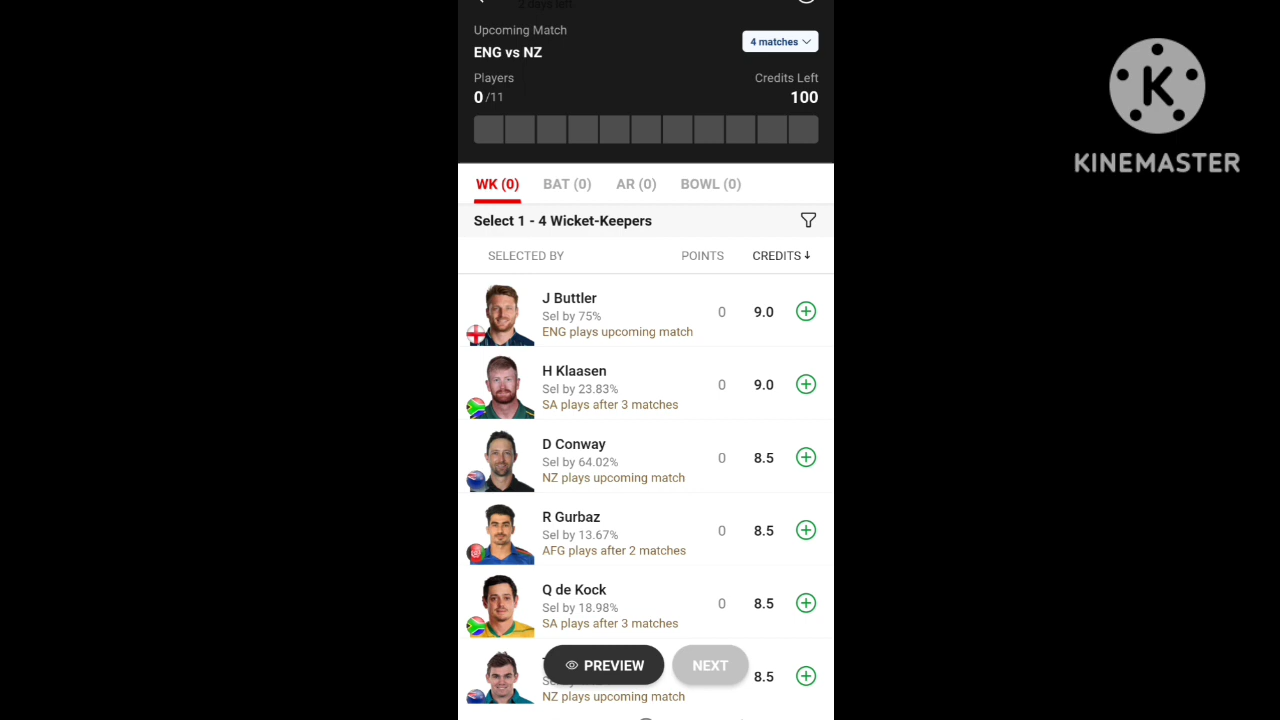 2 days left
Upcoming Match
ENG vs NZ
4 matches
Players
Credits Left
0/11
100
K
KINEMASTER
WK (0) BAT (0) AR (0) BOWL (0)
Select 1 - 4 Wicket-Keepers
SELECTED BY POINTS CREDITS↓
J Buttler
Sel by 75%
ENG plays upcoming match
0 9.0
H Klaasen
Sel by 23.83%
SA plays after 3 matches
0 9.0
D Conway
Sel by 64.02%
NZ plays upcoming match
0 8.5
R Gurbaz
Sel by 13.67%
AFG plays after 2 matches
0 8.5
Q de Kock
Sel by 18.98%
SA plays after 3 matches
0 8.5
PREVIEW NEXT
8.5
NZ plays upcoming match